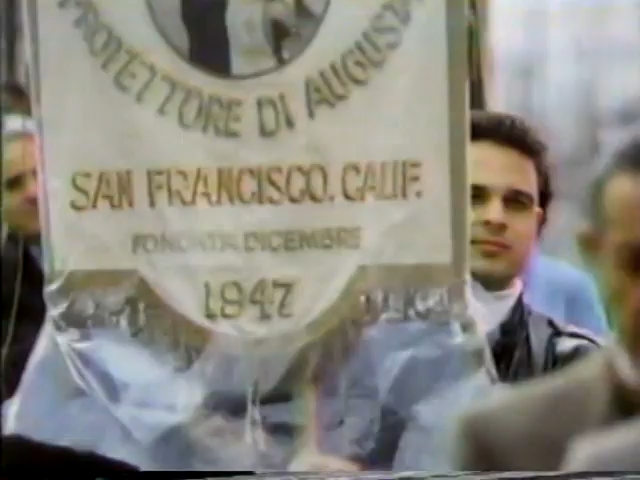 PROTETTORE DI AUGUSTA
SAN FRANCISCO. CALIF.
FONDATA DICEMBRE
1947